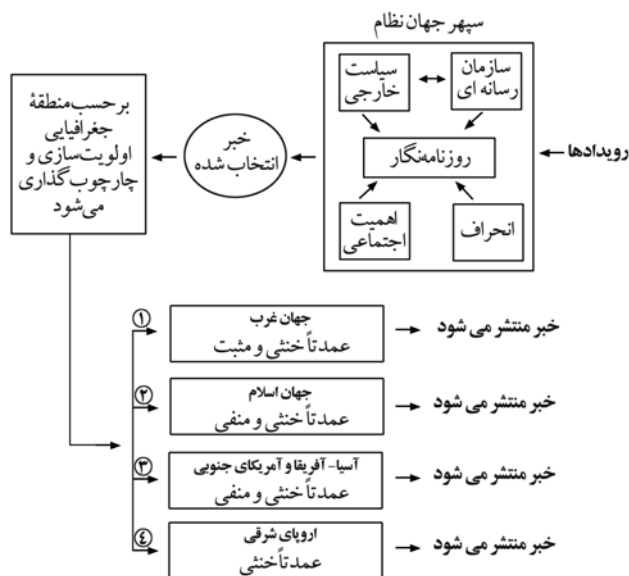 سپهر جهان نظام
سازمان
رسانه ای
سیاست
خارجی
روزنامه‌نگار
انحراف
اهمیت
اجتماعی
رویدادها
خبر
انتخاب شده
برحسب منطقهٔ
جغرافیایی
اولویت‌سازی و
چارچوب‌گذاری
می‌شود
۱
جهان غرب
عمدتاً خنثی و مثبت
خبر منتشر می شود
۲
جهان اسلام
عمدتاً خنثی و منفی
خبر منتشر می شود
۳
آسیا- آفریقا و آمریکای جنوبی
عمدتاً خنثی و منفی
خبر منتشر می شود
٤
اروپای شرقی
عمدتاً خنثی
خبر منتشر می شود